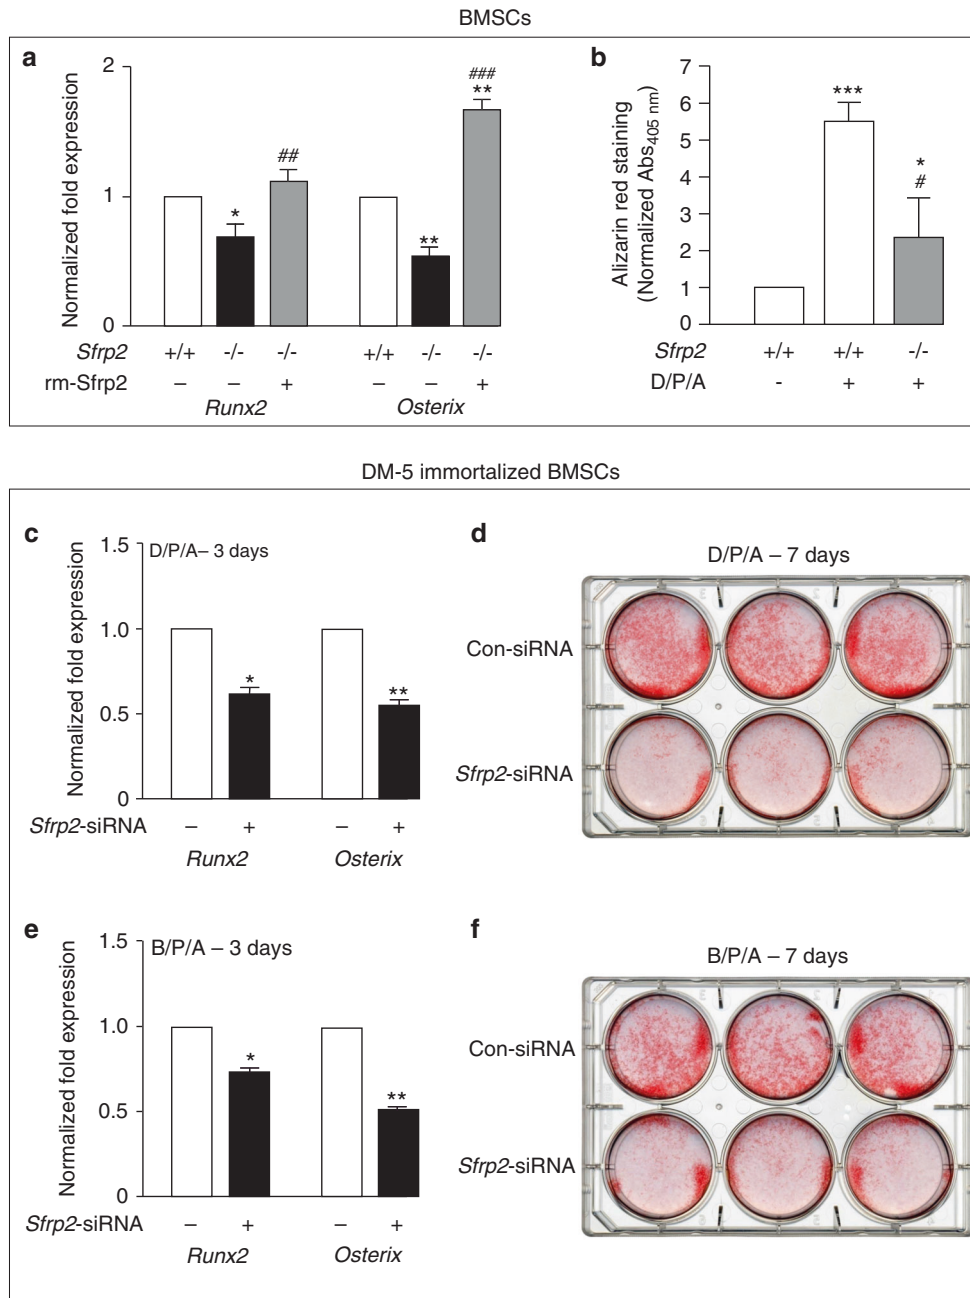 BMSCs
a
b
Normalized fold expression
2
1
0
*
##
**
###
**
Sfrp2 +/+ -/- -/- +/+ -/- -/-
rm-Sfrp2 – – + – – +
Runx2 Osterix
Alizarin red staining
(Normalized Abs405 nm)
7
6
5
4
3
2
1
0
***
*
#
Sfrp2 +/+ +/+ -/-
D/P/A - + +
DM-5 immortalized BMSCs
c
D/P/A– 3 days
Normalized fold expression
1.5
1.0
0.5
0
*
**
Sfrp2-siRNA – + – +
Runx2 Osterix
d
D/P/A – 7 days
Con-siRNA
Sfrp2-siRNA
e
B/P/A – 3 days
Normalized fold expression
1.5
1.0
0.5
0
*
**
Sfrp2-siRNA – + – +
Runx2 Osterix
f
B/P/A – 7 days
Con-siRNA
Sfrp2-siRNA